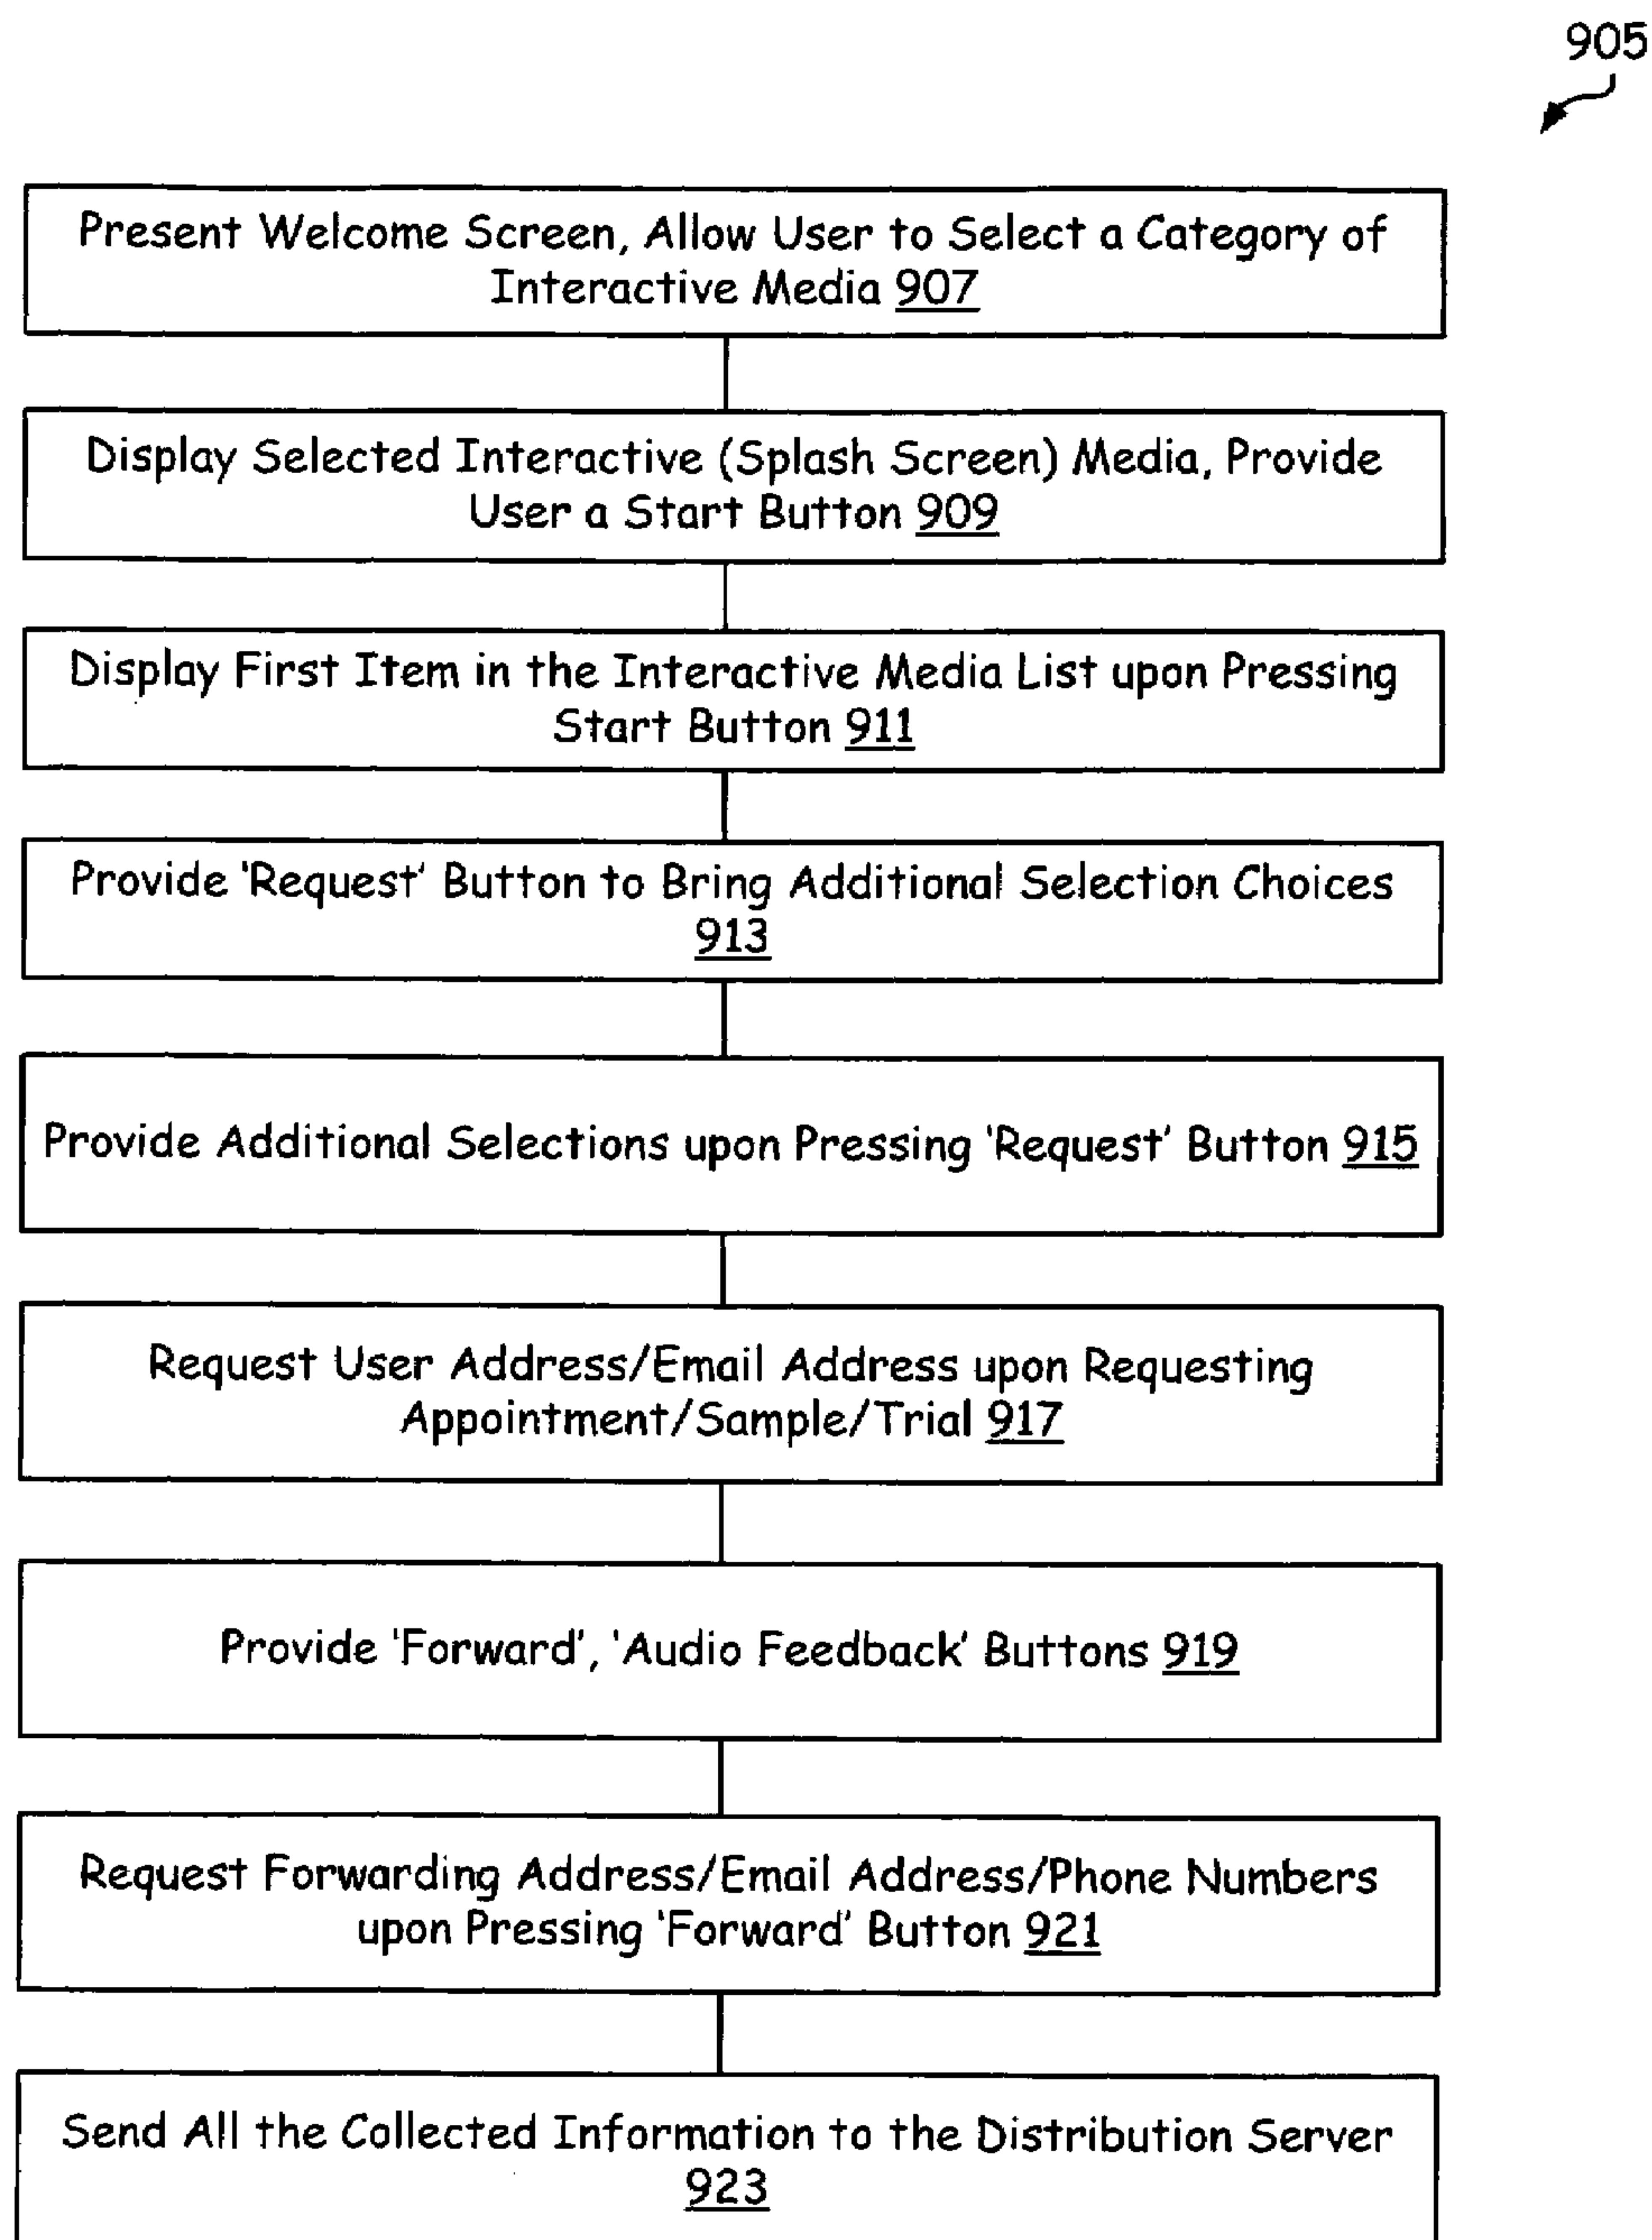 905
Present Welcome Screen, Allow User to Select a Category of
Interactive Media 907
Display Selected Interactive (Splash Screen) Media, Provide
User a Start Button 909
Display First Item in the Interactive Media List upon Pressing
Start Button 911
Provide 'Request' Button to Bring Additional Selection Choices
913
Provide Additional Selections upon Pressing 'Request' Button 915
Request User Address/Email Address upon Requesting
Appointment/Sample/Trial 917
Provide 'Forward', 'Audio Feedback' Buttons 919
Request Forwarding Address/Email Address/Phone Numbers
upon Pressing 'Forward' Button 921
Send All the Collected Information to the Distribution Server
923